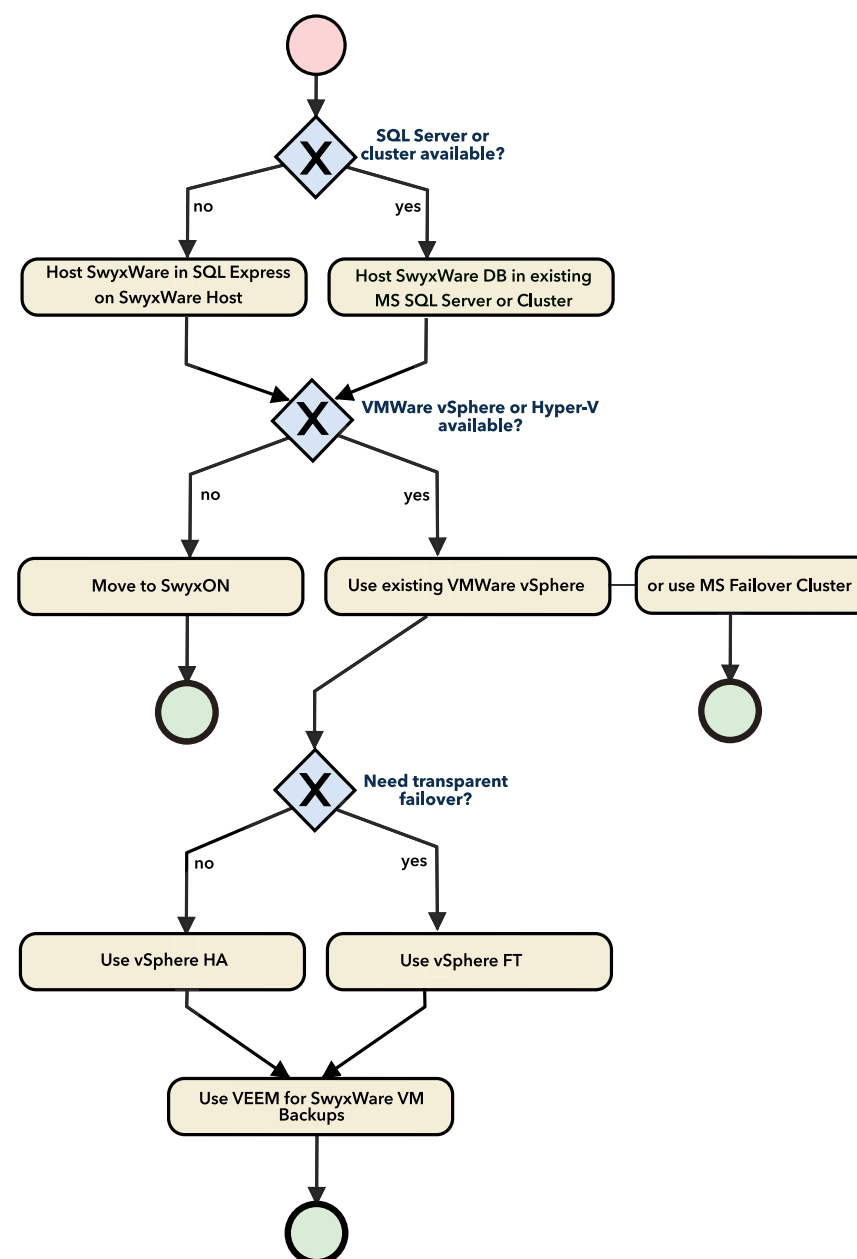 SQL Server or
cluster available?
X
no
yes
Host SwyxWare in SQL Express
on SwyxWare Host
Host SwyxWare DB in existing
MS SQL Server or Cluster
VMWare vSphere or Hyper-V
available?
X
no
yes
Move to SwyxON
Use existing VMWare vSphere
or use MS Failover Cluster
Need transparent
failover?
X
no
yes
Use vSphere HA
Use vSphere FT
Use VEEM for SwyxWare VM
Backups